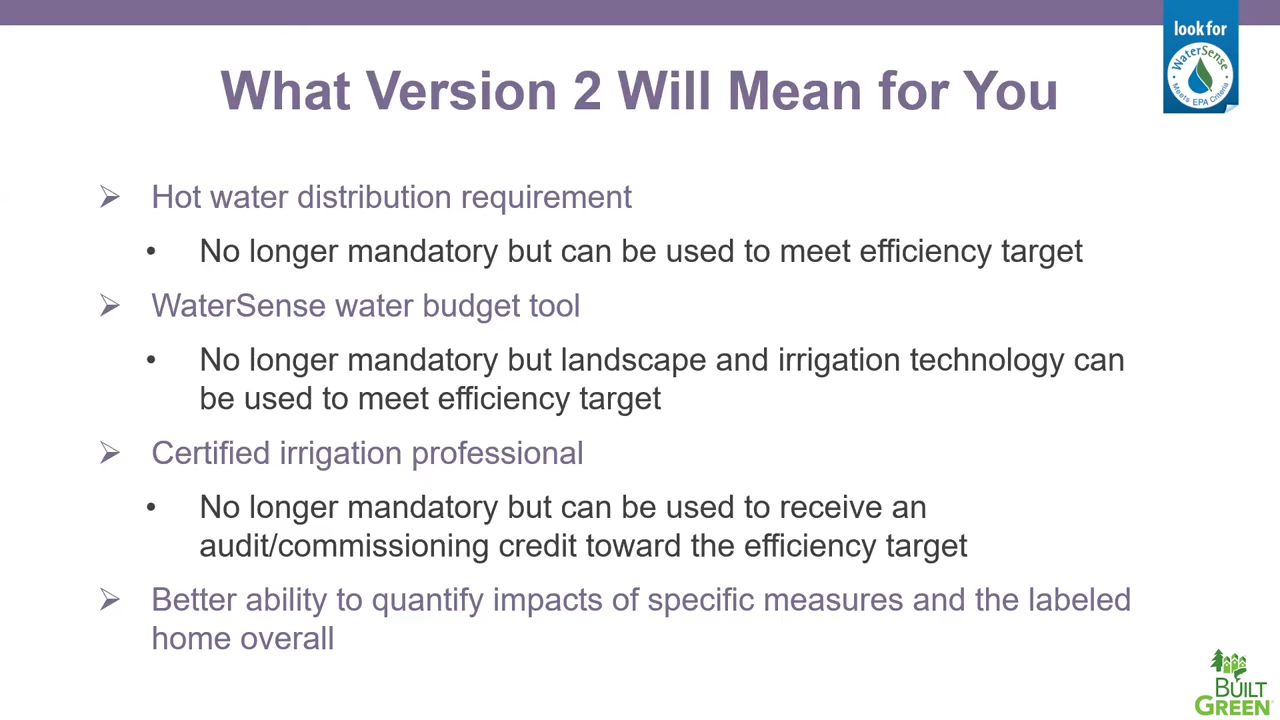 look for
WaterSense
Meets EPA Criteria
What Version 2 Will Mean for You
➢ Hot water distribution requirement
• No longer mandatory but can be used to meet efficiency target
➢ WaterSense water budget tool
• No longer mandatory but landscape and irrigation technology can
be used to meet efficiency target
➢ Certified irrigation professional
• No longer mandatory but can be used to receive an
audit/commissioning credit toward the efficiency target
➢ Better ability to quantify impacts of specific measures and the labeled
home overall
BUILT
GREEN